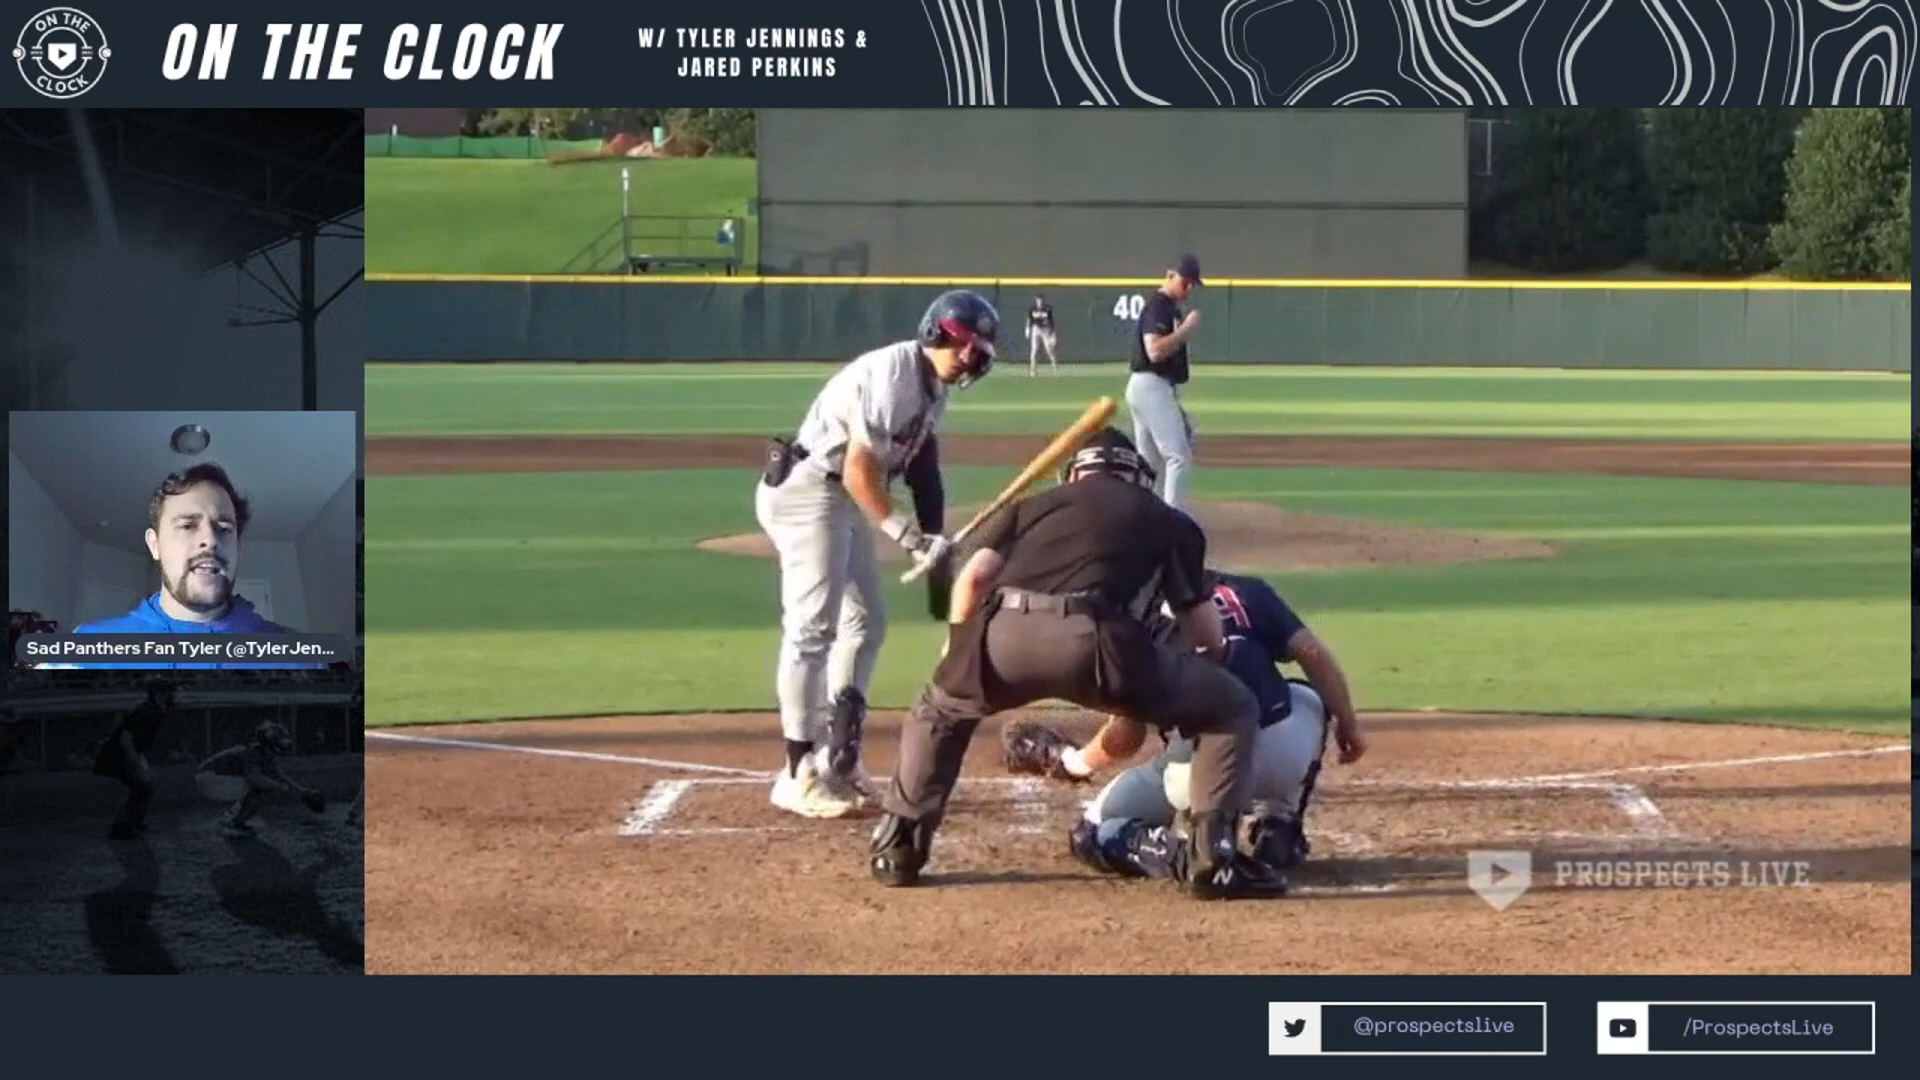 ON THE
CLOCK
ON THE CLOCK
W/ TYLER JENNINGS &
JARED PERKINS
40
Sad Panthers Fan Tyler (@TylerJen...
PROSPECTS LIVE
@prospectslive
/ProspectsLive